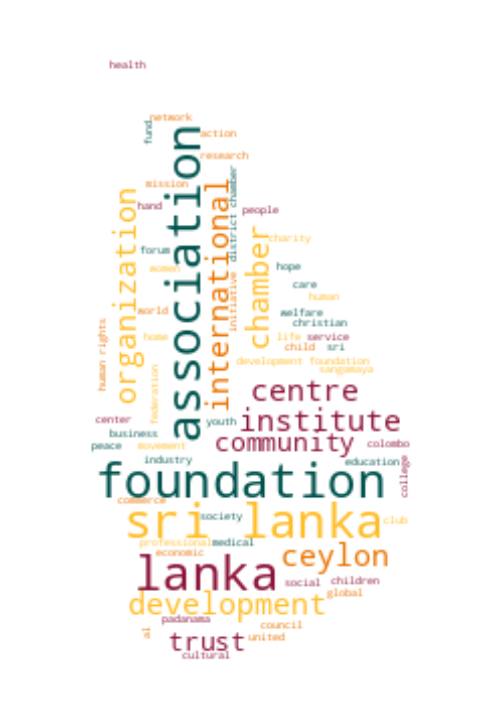 health
network
fund
action
association
research
district chamber
international
mission
organization
hand
people
chamber
charity
forum
women
hope
initiative
care
human
world
welfare
christian
human rights
home
life service
child sri
development foundation
sangamaya
federation
centre
center
youth
institute
business
community
colombo
peace
movement
industry
education
college
foundation
commerce
sri lanka
society
club
professional
medical
economic
ceylon
lanka
social
children
global
development
padanama
council
al
trust
united
cultural